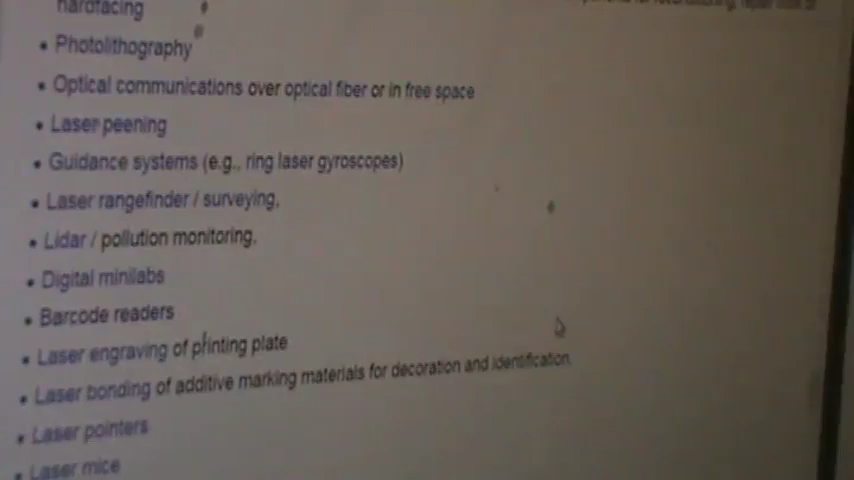 hardfacing
• Photolithography
• Optical communications over optical fiber or in free space
• Laser peening
• Guidance systems (e.g., ring laser gyroscopes)
• Laser rangefinder / surveying,
• Lidar / pollution monitoring,
• Digital minilabs
• Barcode readers
• Laser engraving of printing plate
• Laser bonding of additive marking materials for decoration and identification,
• Laser pointers
• Laser mice